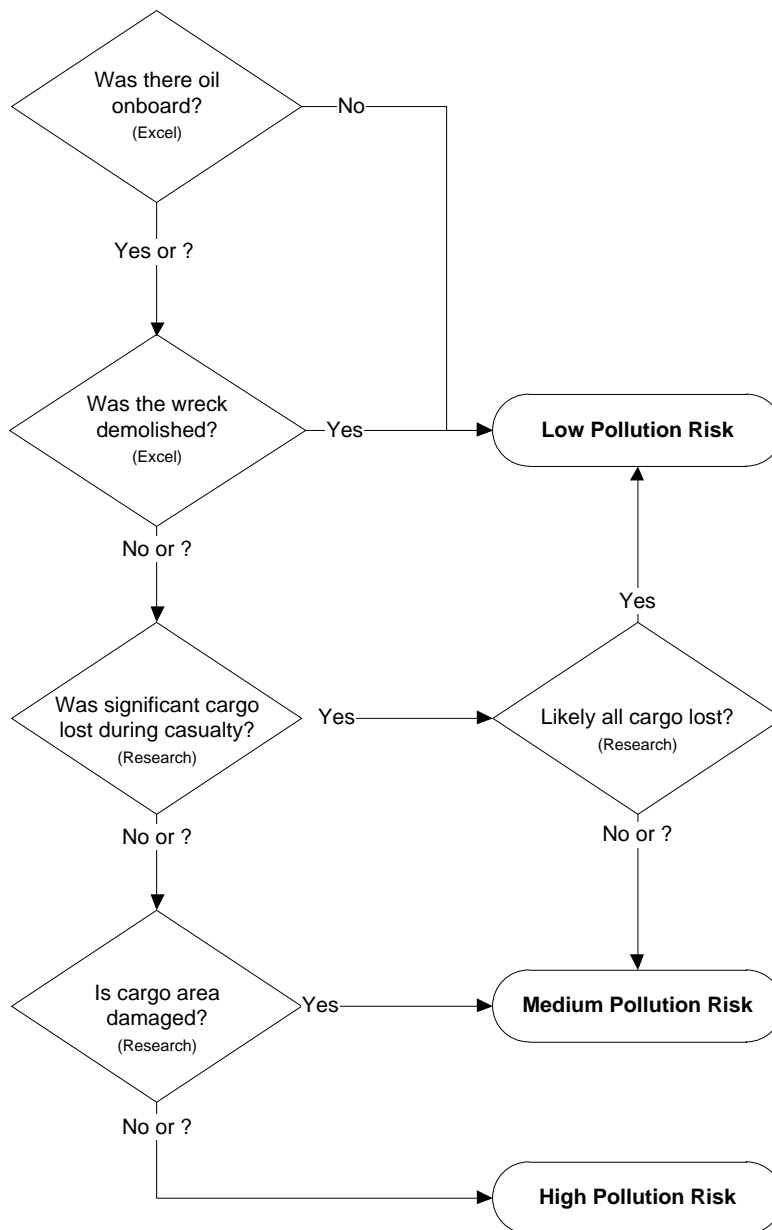 Was there oil
onboard?
(Excel)
No
Yes or ?
Was the wreck
demolished?
(Excel)
Yes
Low Pollution Risk
No or ?
Yes
Was significant cargo
lost during casualty?
(Research)
Yes
Likely all cargo lost?
(Research)
No or ?
No or ?
Is cargo area
damaged?
(Research)
Yes
Medium Pollution Risk
No or ?
High Pollution Risk